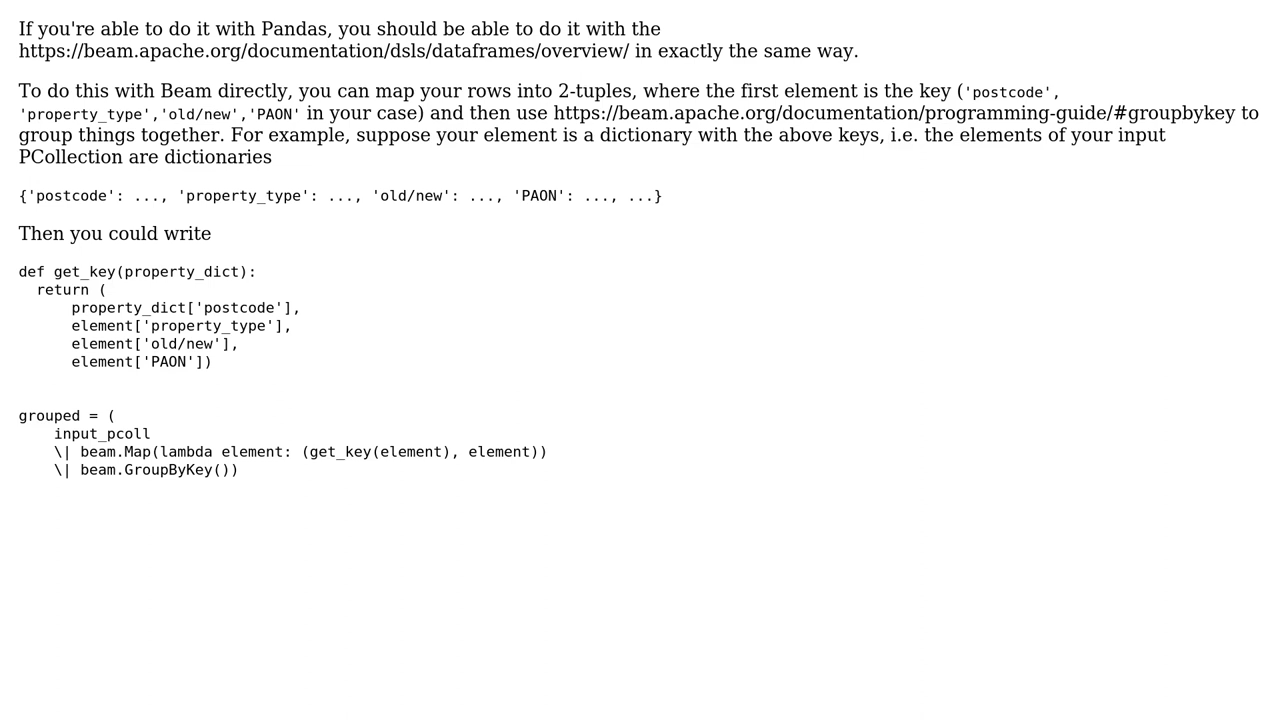 If you're able to do it with Pandas, you should be able to do it with the
https://beam.apache.org/documentation/dsls/dataframes/overview/ in exactly the same way.
To do this with Beam directly, you can map your rows into 2-tuples, where the first element is the key ('postcode',
'property_type','old/new','PAON' in your case) and then use https://beam.apache.org/documentation/programming-guide/#groupbykey to
group things together. For example, suppose your element is a dictionary with the above keys, i.e. the elements of your input
PCollection are dictionaries
{'postcode': ..., 'property_type': ..., 'old/new': ..., 'PAON': ..., ...}
Then you could write
def get_key(property_dict):
  return (
      property_dict['postcode'],
      element['property_type'],
      element['old/new'],
      element['PAON'])
grouped = (
    input_pcoll
    \| beam.Map(lambda element: (get_key(element), element))
    \| beam.GroupByKey())